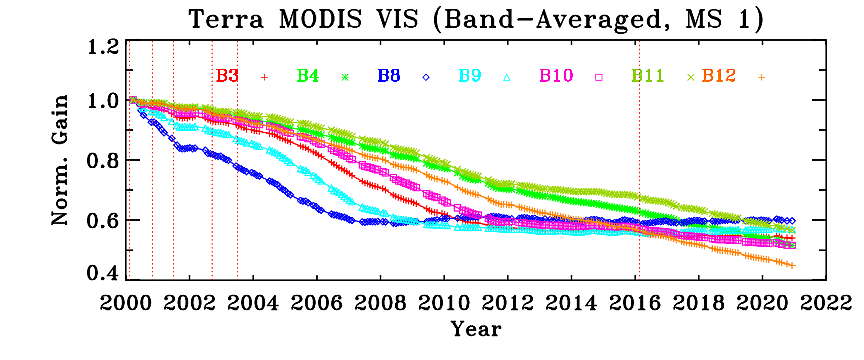 Terra MODIS VIS (Band-Averaged, MS 1)
1.2
B3 B4 B8 B9 B10 B11 B12
1.0
0.8
0.6
0.4
Norm. Gain
2000 2002 2004 2006 2008 2010 2012 2014 2016 2018 2020 2022
Year